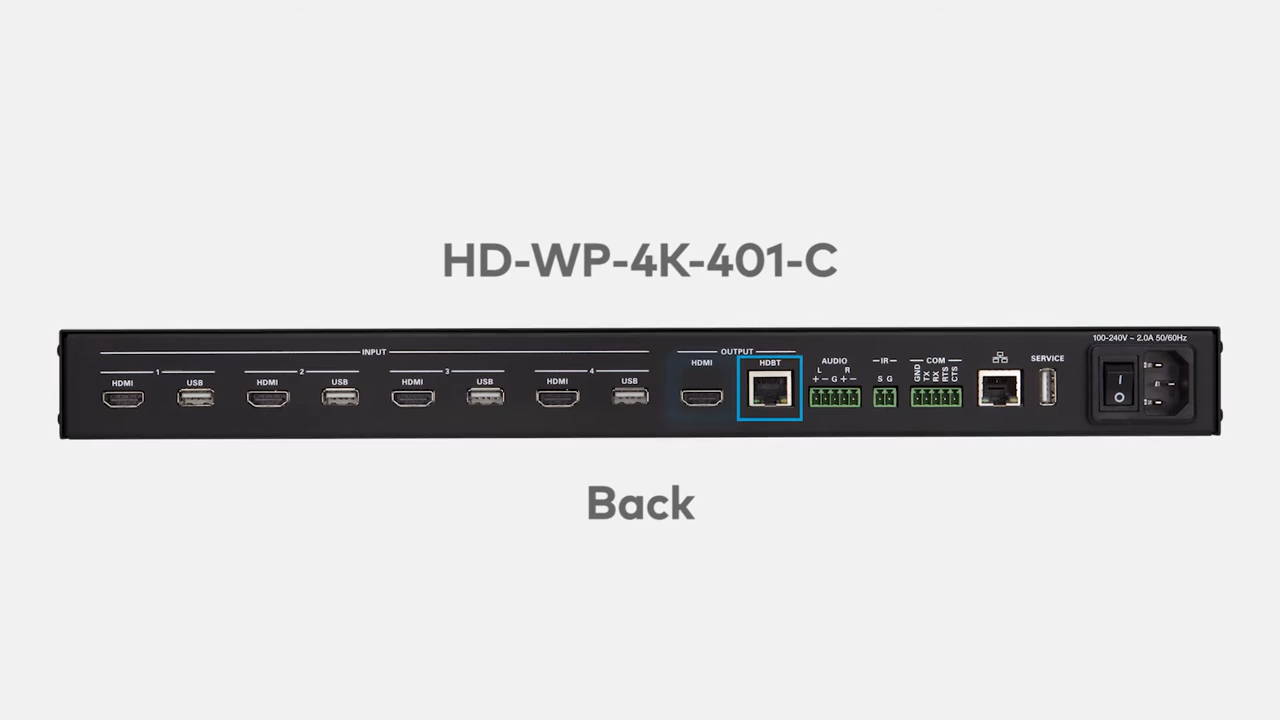 HD-WP-4K-401-C
INPUT
OUTPUT
1
2
3
4
HDMI
USB
HDMI
USB
HDMI
USB
HDMI
USB
HDMI
HDBT
AUDIO
L R
+ − G + −
IR
S G
COM
GND
TX
RX
RTS
CTS
SERVICE
100-240V ~ 2.0A 50/60Hz
I
O
Back